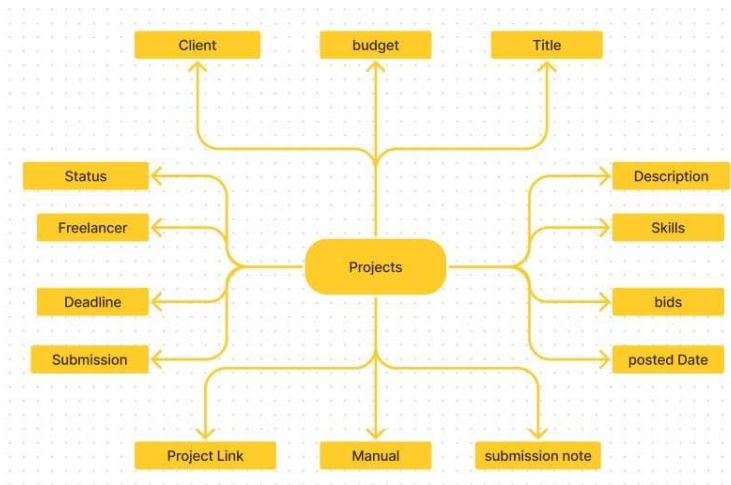 Client
budget
Title
Status
Description
Freelancer
Skills
Projects
Deadline
bids
Submission
posted Date
Project Link
Manual
submission note